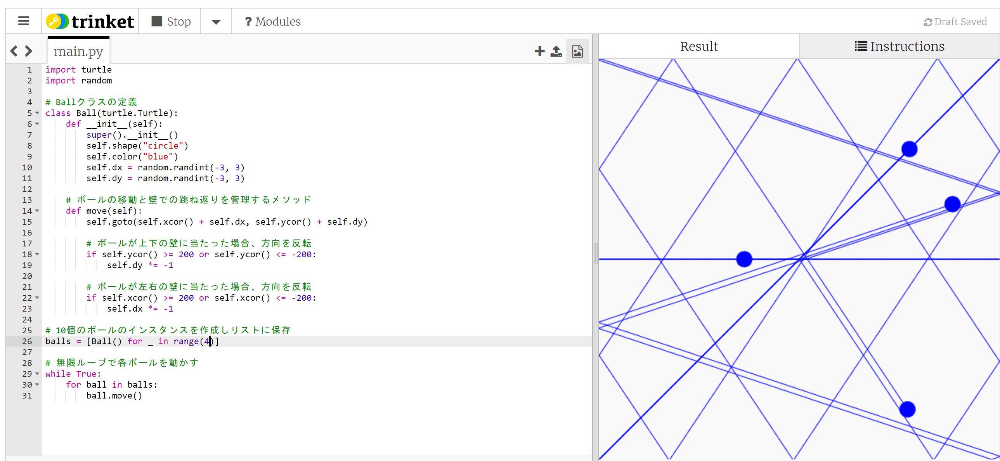 trinket Stop ? Modules Draft Saved
main.py
Result Instructions
1 import turtle
2 import random
3
4 # Ballクラスの定義
5 class Ball(turtle.Turtle):
6     def __init__(self):
7         super().__init__()
8         self.shape("circle")
9         self.color("blue")
10         self.dx = random.randint(-3, 3)
11         self.dy = random.randint(-3, 3)
12
13     # ボールの移動と壁での跳ね返りを管理するメソッド
14     def move(self):
15         self.goto(self.xcor() + self.dx, self.ycor() + self.dy)
16
17         # ボールが上下の壁に当たった場合、方向を反転
18         if self.ycor() >= 200 or self.ycor() <= -200:
19             self.dy *= -1
20
21         # ボールが左右の壁に当たった場合、方向を反転
22         if self.xcor() >= 200 or self.xcor() <= -200:
23             self.dx *= -1
24
25 # 10個のボールのインスタンスを作成しリストに保存
26 balls = [Ball() for _ in range(4)]
27
28 # 無限ループで各ボールを動かす
29 while True:
30     for ball in balls:
31         ball.move()